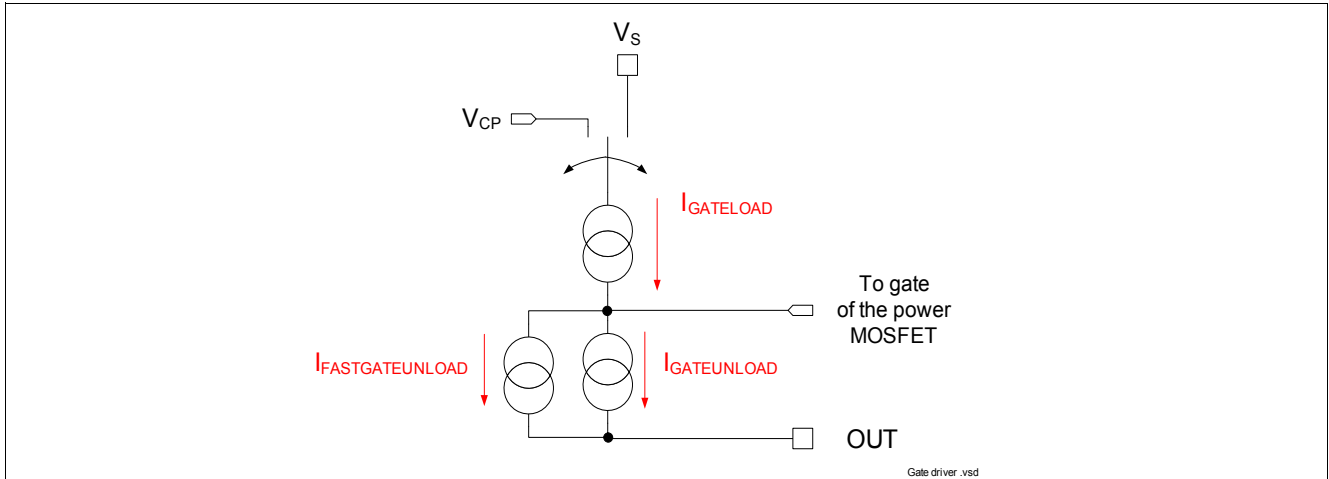 VS
VCP
IGATELOAD
To gate
of the power
MOSFET
IFASTGATEUNLOAD
IGATEUNLOAD
OUT
Gate driver .vsd